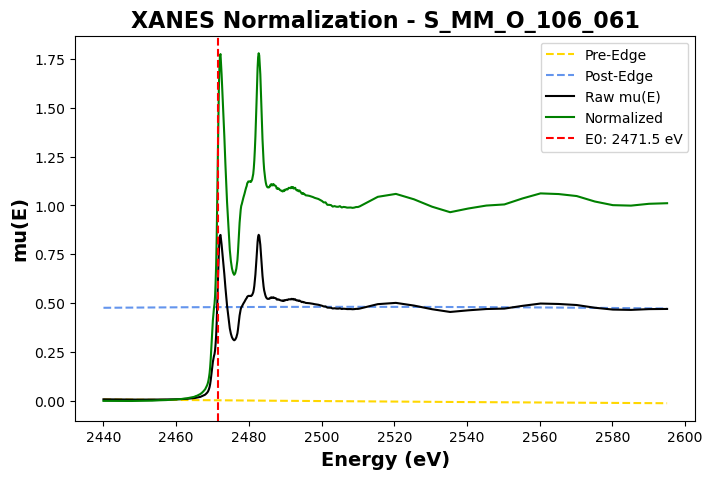 XANES Normalization - S_MM_O_106_061
Pre-Edge
Post-Edge
Raw mu(E)
Normalized
E0: 2471.5 eV
mu(E)
1.75
1.50
1.25
1.00
0.75
0.50
0.25
0.00
2440 2460 2480 2500 2520 2540 2560 2580 2600
Energy (eV)